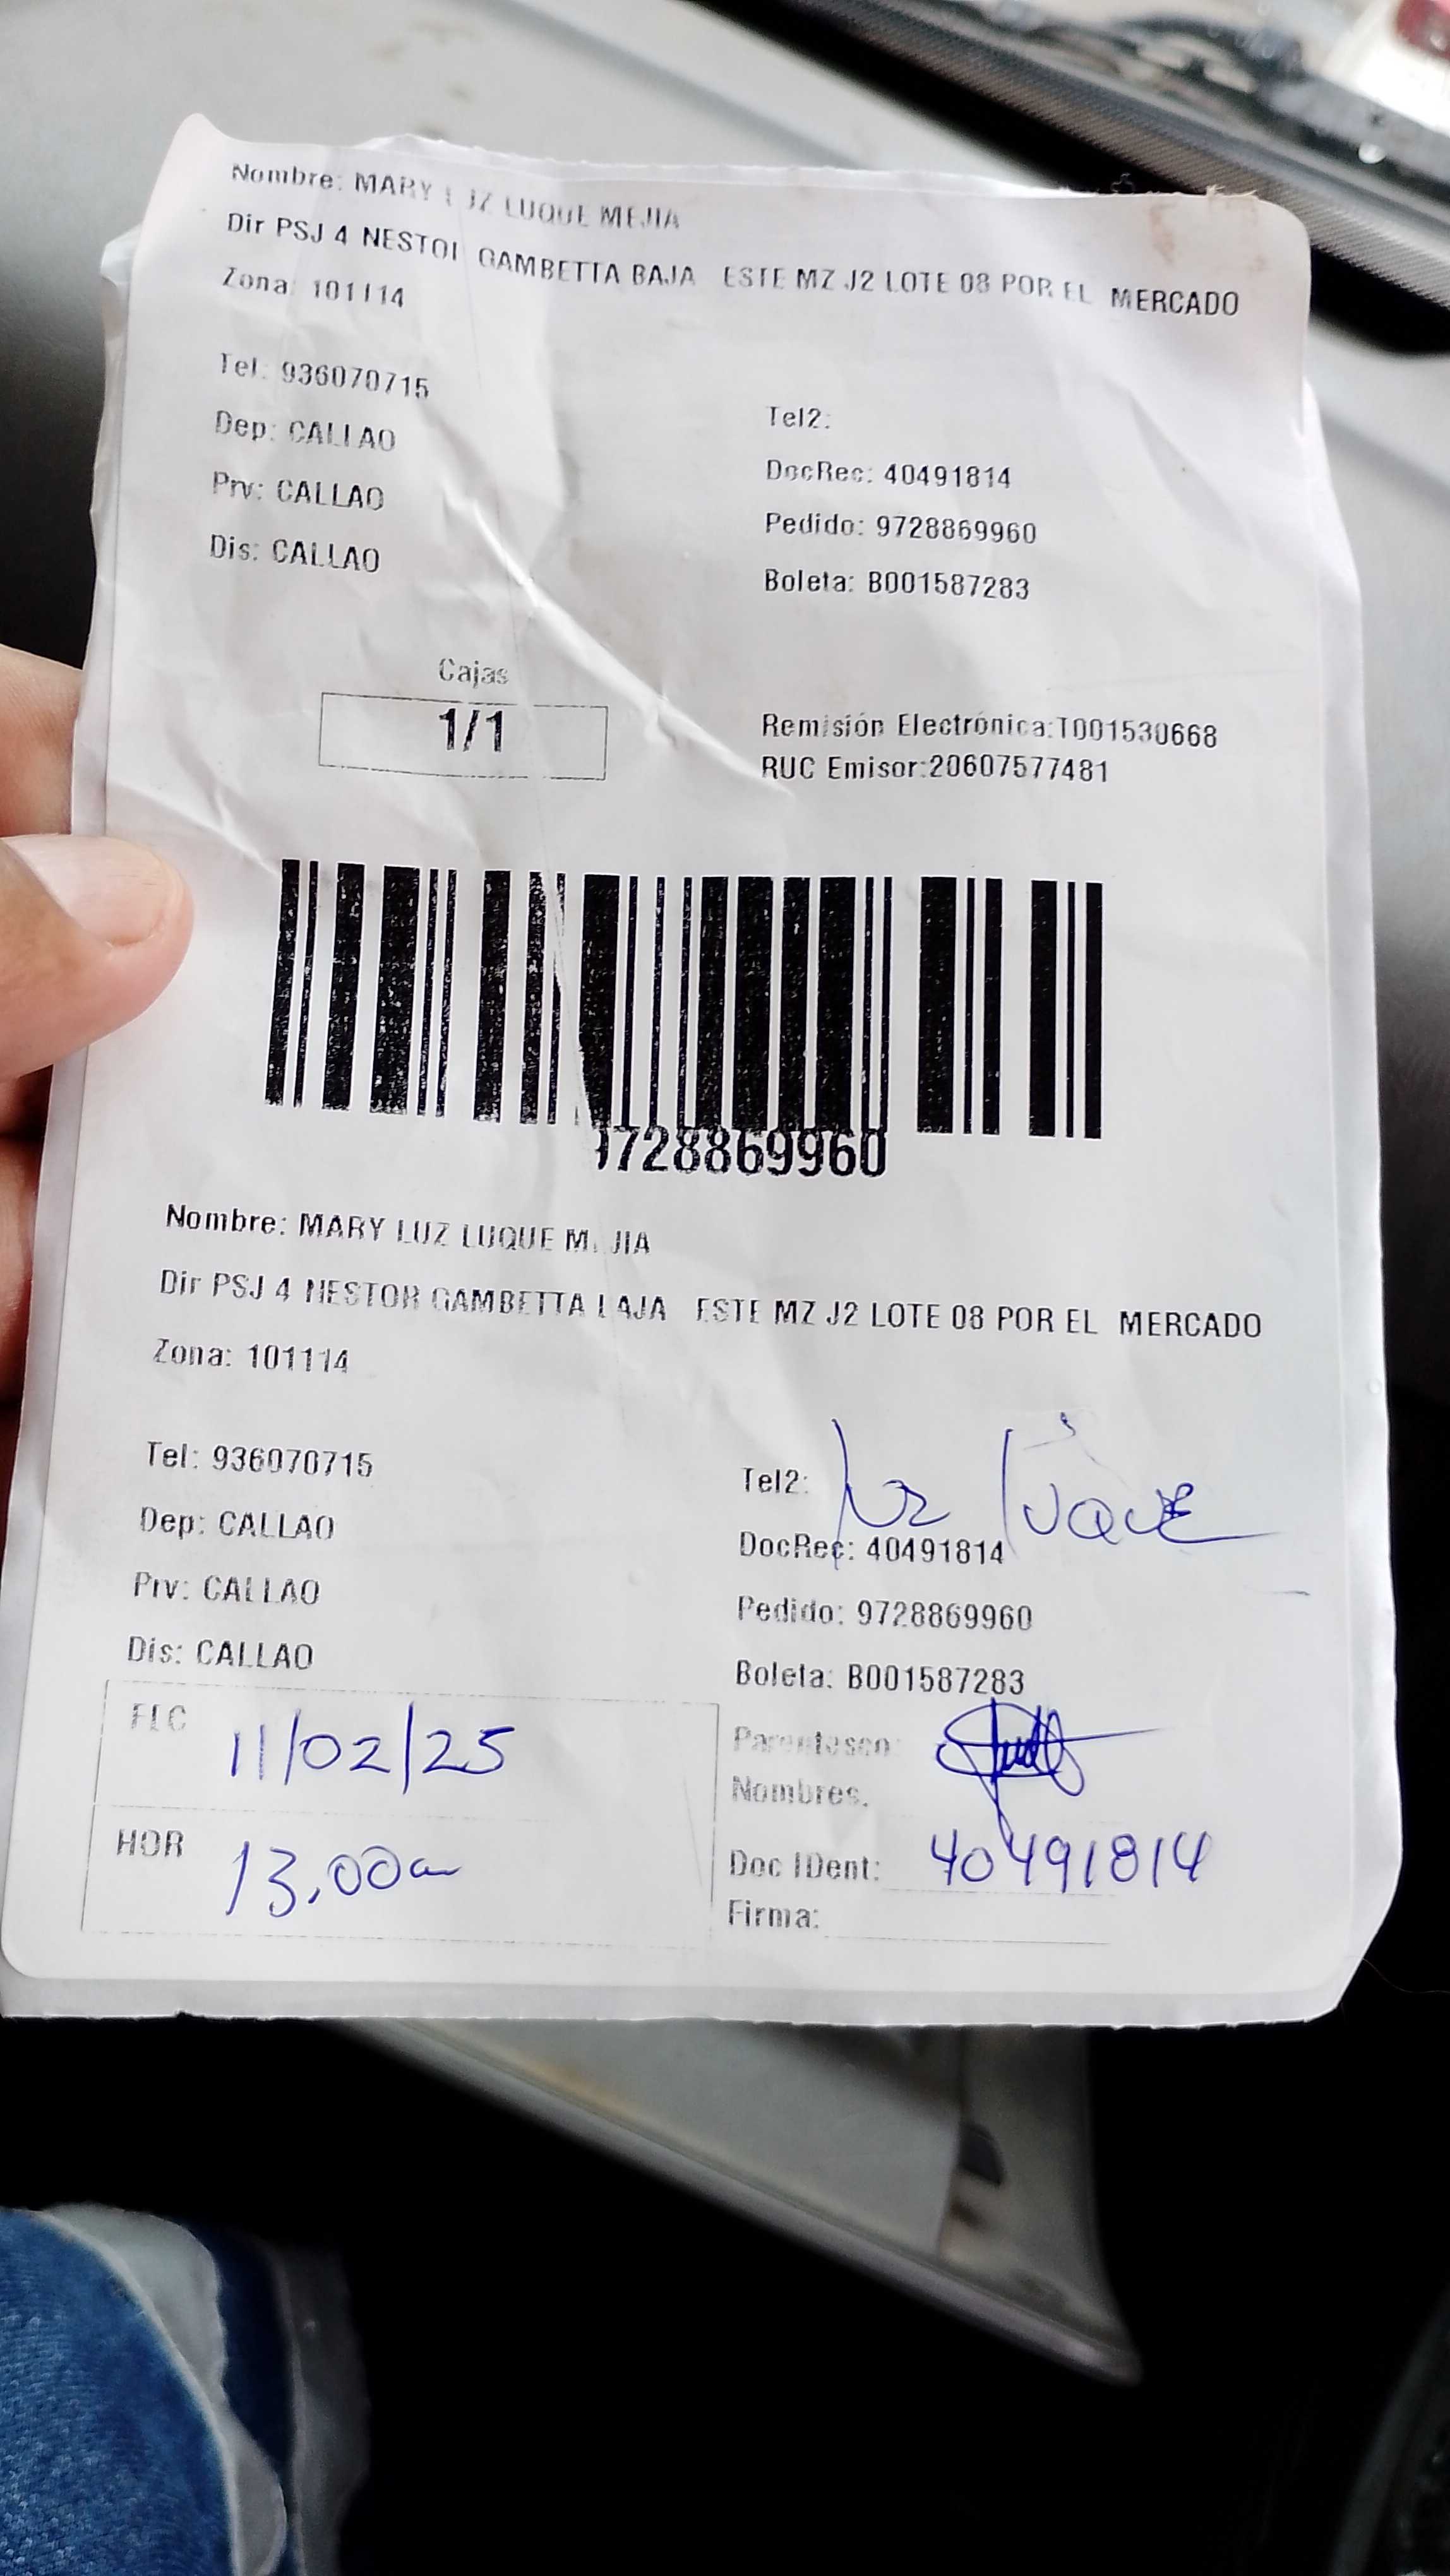 Nombre: MARY LUZ LUQUE MEJIA
Dir PSJ 4 NESTOR GAMBETTA BAJA ESTE MZ J2 LOTE 08 POR EL MERCADO
Zona: 101114
Tel: 936070715
Tel2:
Dep: CALLAO
DocRec: 40491814
Prv: CALLAO
Pedido: 9728869960
Dis: CALLAO
Boleta: B001587283
Cajas
1/1
Remisión Electrónica:T001530668
RUC Emisor:20607577481
9728869960
Nombre: MARY LUZ LUQUE MEJIA
Dir PSJ 4 NESTOR GAMBETTA BAJA ESTE MZ J2 LOTE 08 POR EL MERCADO
Zona: 101114
Tel: 936070715
Tel2: Luz Luque
Dep: CALLAO
DocRec: 40491814
Prv: CALLAO
Pedido: 9728869960
Dis: CALLAO
Boleta: B001587283
FEC 11/02/25
Parentesco:
Nombres.
HOR 13,00
Doc IDent: 40491814
Firma: